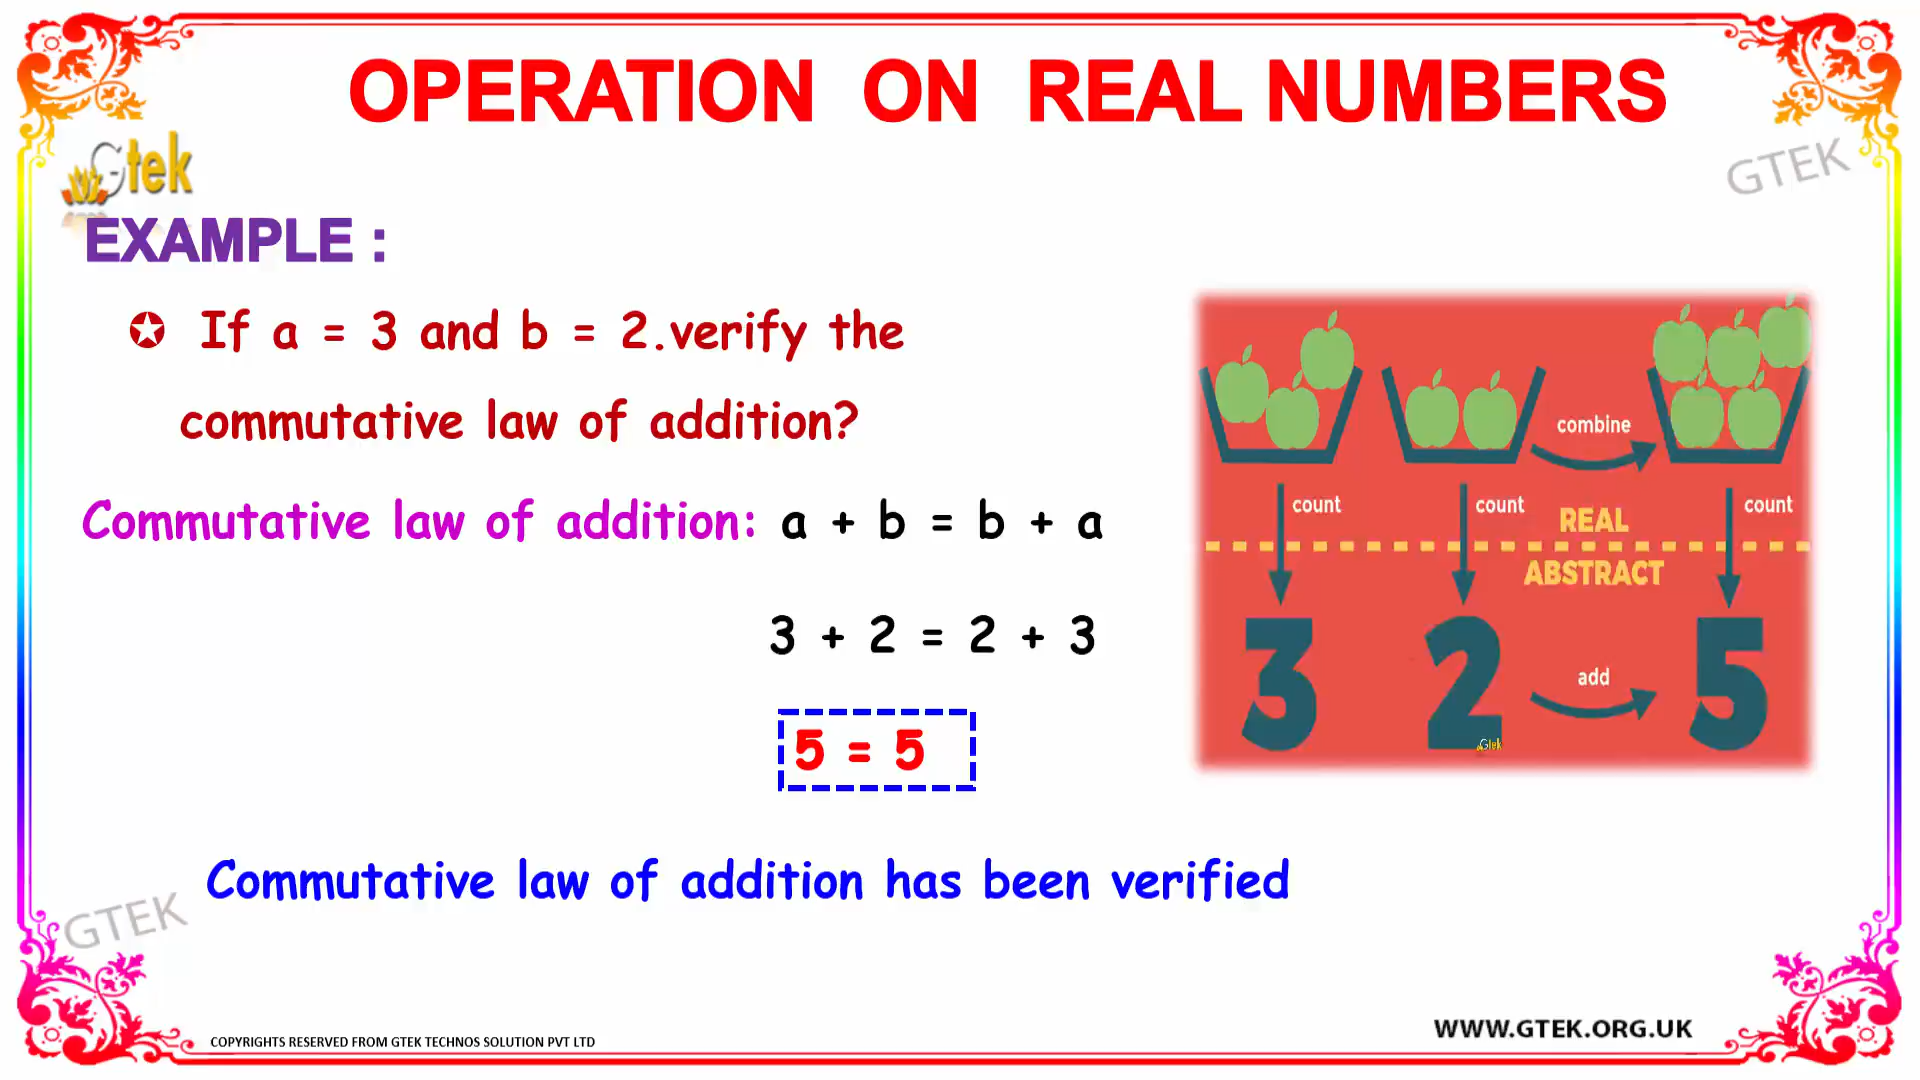 OPERATION ON REAL NUMBERS
Gtek
GTEK
EXAMPLE :
✪ If a = 3 and b = 2.verify the
commutative law of addition?
Commutative law of addition: a + b = b + a
3 + 2 = 2 + 3
5 = 5
Commutative law of addition has been verified
combine
count
count
count
REAL
ABSTRACT
3 2 5
add
Gtek
GTEK
COPYRIGHTS RESERVED FROM GTEK TECHNOS SOLUTION PVT LTD
WWW.GTEK.ORG.UK